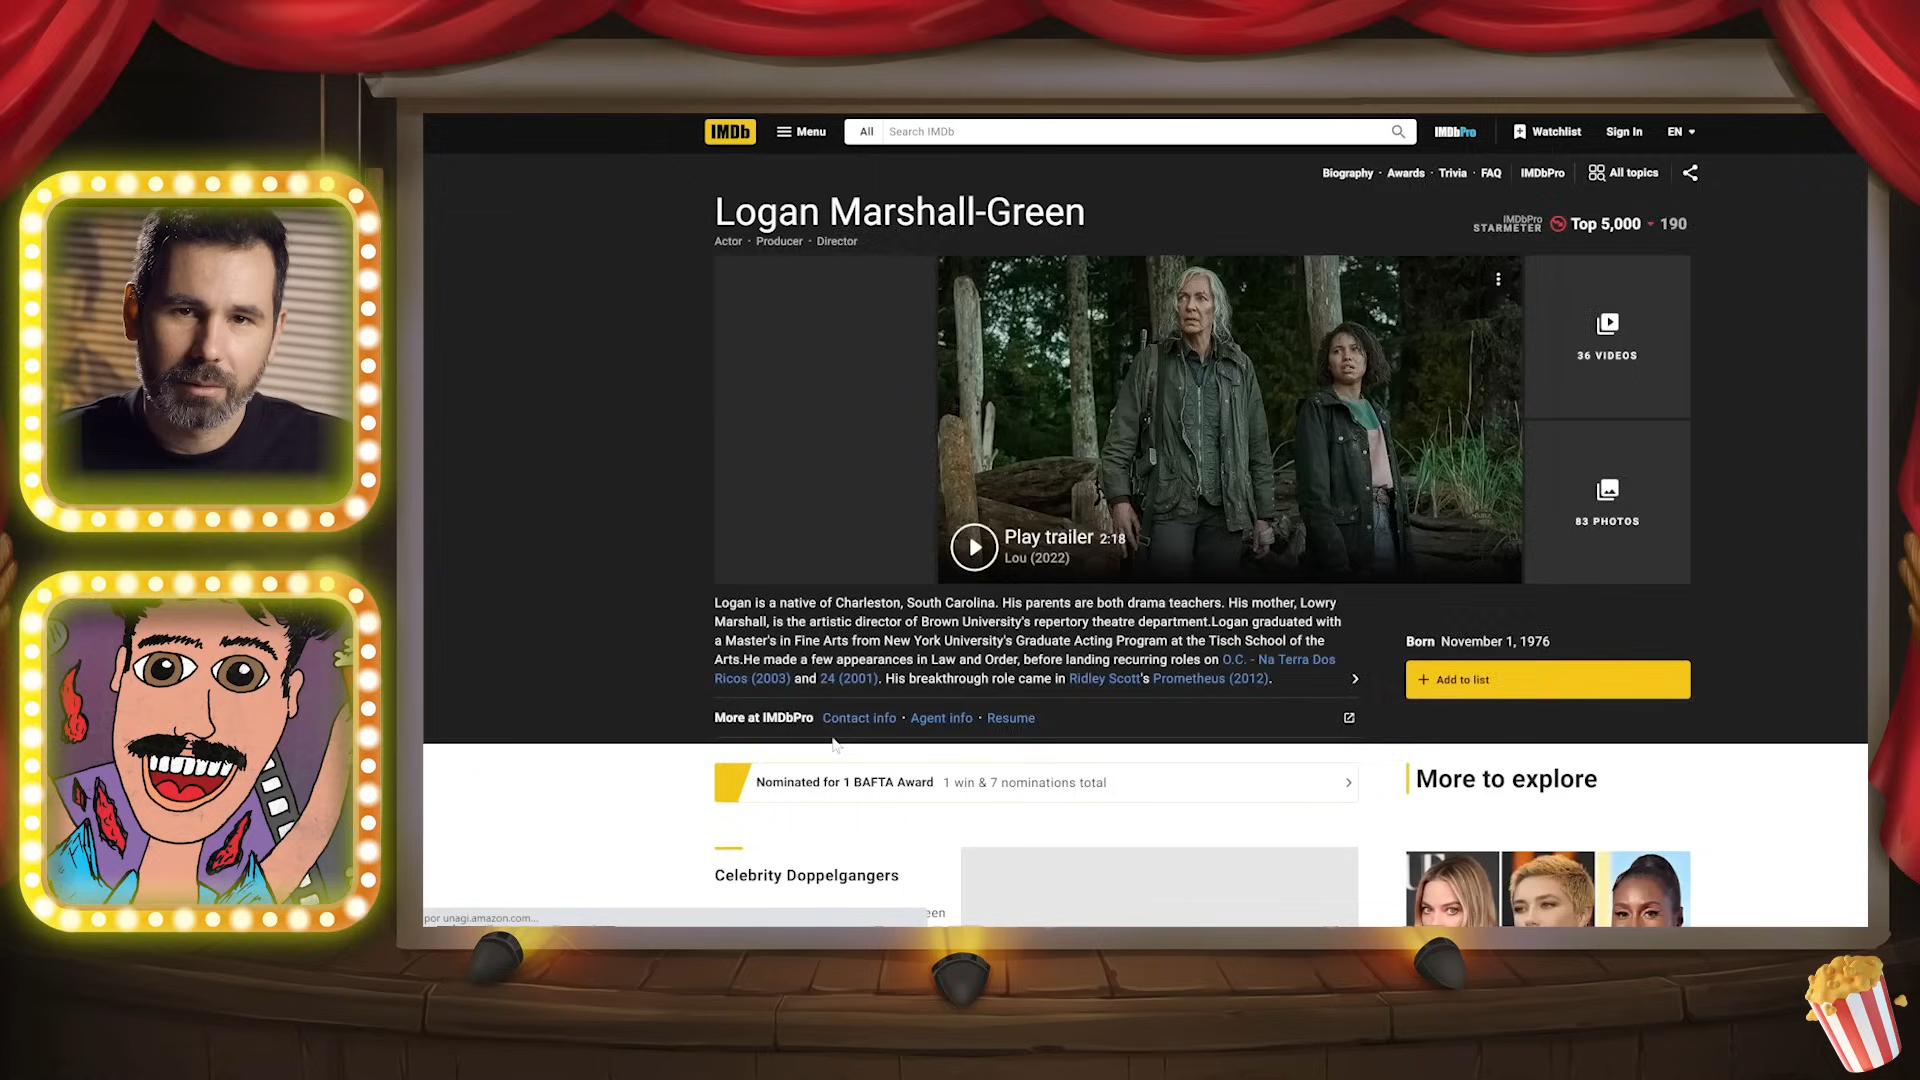 IMDb Menu All Search IMDb IMDbPro Watchlist Sign In EN
Biography · Awards · Trivia · FAQ IMDbPro All topics
Logan Marshall-Green
Actor · Producer · Director
IMDbPro
STARMETER Top 5,000 190
36 VIDEOS
83 PHOTOS
Play trailer 2:18
Lou (2022)
Logan is a native of Charleston, South Carolina. His parents are both drama teachers. His mother, Lowry
Marshall, is the artistic director of Brown University's repertory theatre department.Logan graduated with
a Master's in Fine Arts from New York University's Graduate Acting Program at the Tisch School of the
Arts.He made a few appearances in Law and Order, before landing recurring roles on O.C. - Na Terra Dos
Ricos (2003) and 24 (2001). His breakthrough role came in Ridley Scott's Prometheus (2012).
Born November 1, 1976
+ Add to list
More at IMDbPro Contact info · Agent info · Resume
Nominated for 1 BAFTA Award 1 win & 7 nominations total
More to explore
Celebrity Doppelgangers
een
por unagi.amazon.com...